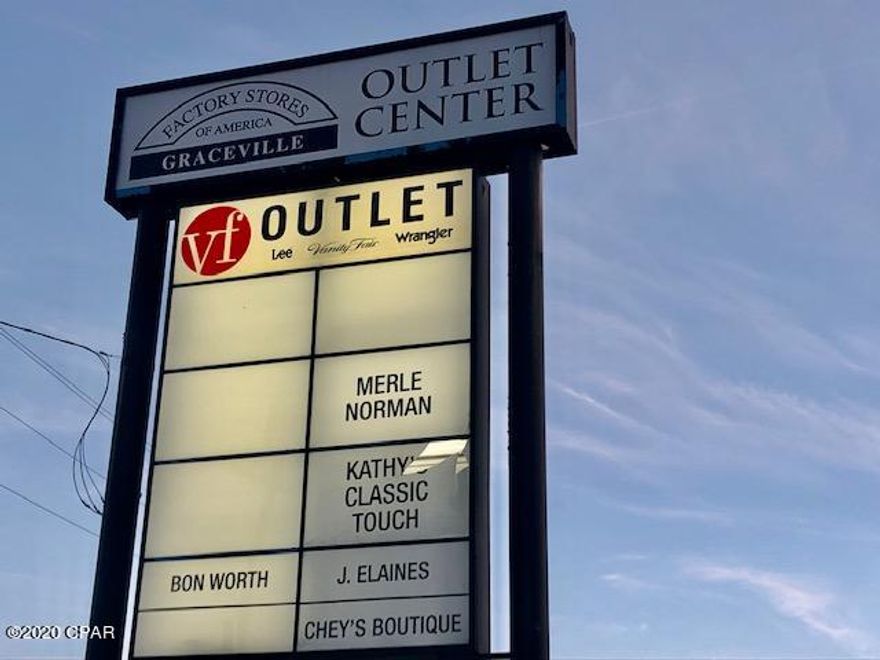 FACTORY STORES
OF AMERICA
GRACEVILLE
OUTLET
CENTER
vf OUTLET
Lee Vanity Fair Wrangler
MERLE
NORMAN
KATHY'S
CLASSIC
TOUCH
BON WORTH
J. ELAINES
CHEY'S BOUTIQUE
©2020 CPAR